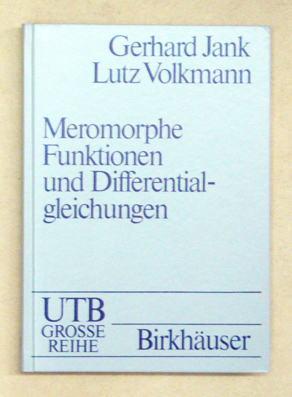 Gerhard Jank
Lutz Volkmann
Meromorphe
Funktionen
und Differential-
gleichungen
UTB
GROSSE
REIHE
Birkhäuser